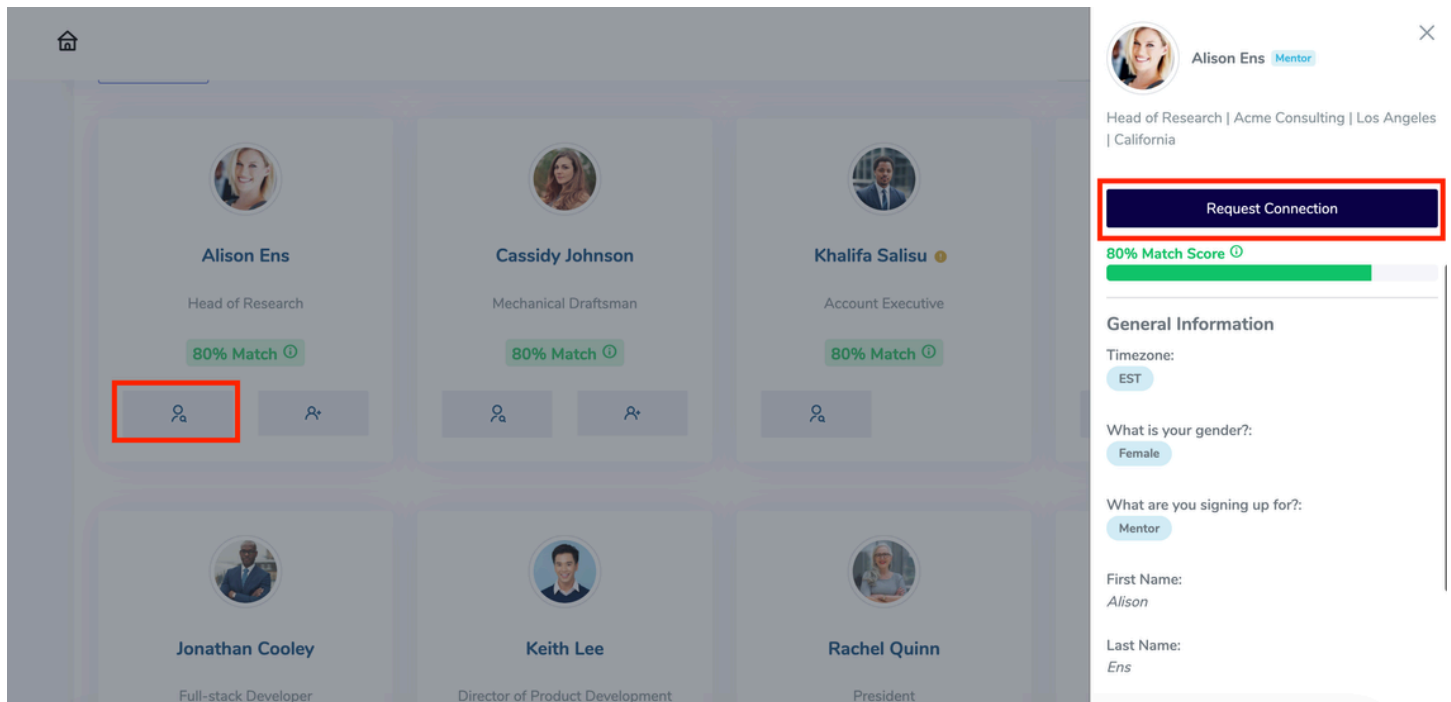 Alison Ens Mentor
Head of Research | Acme Consulting | Los Angeles
| California
Request Connection
80% Match Score
General Information
Timezone:
EST
What is your gender?:
Female
What are you signing up for?:
Mentor
First Name:
Alison
Last Name:
Ens
Alison Ens
Head of Research
80% Match
Cassidy Johnson
Mechanical Draftsman
80% Match
Khalifa Salisu
Account Executive
80% Match
Jonathan Cooley
Full-stack Developer
Keith Lee
Director of Product Development
Rachel Quinn
President